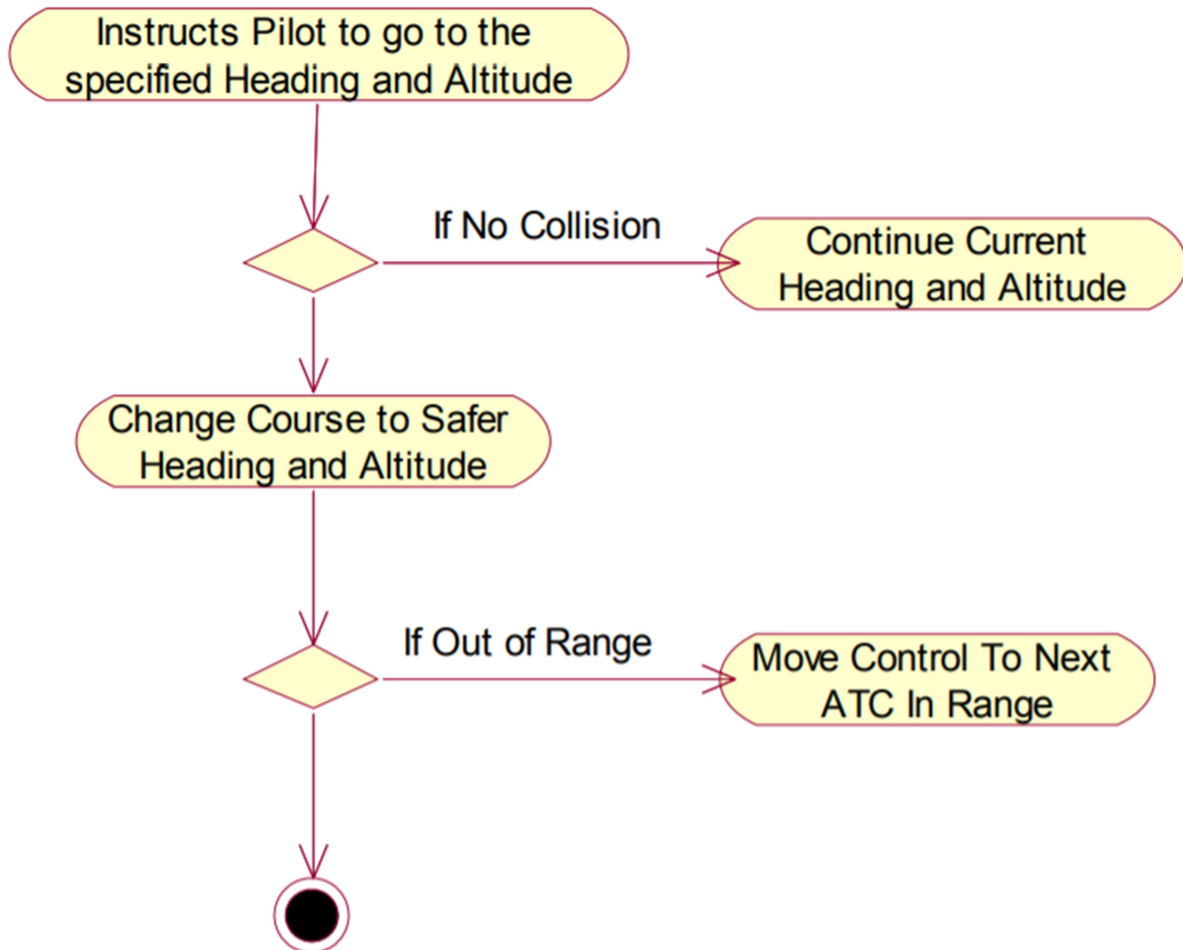 Instructs Pilot to go to the
specified Heading and Altitude
If No Collision
Continue Current
Heading and Altitude
Change Course to Safer
Heading and Altitude
If Out of Range
Move Control To Next
ATC In Range